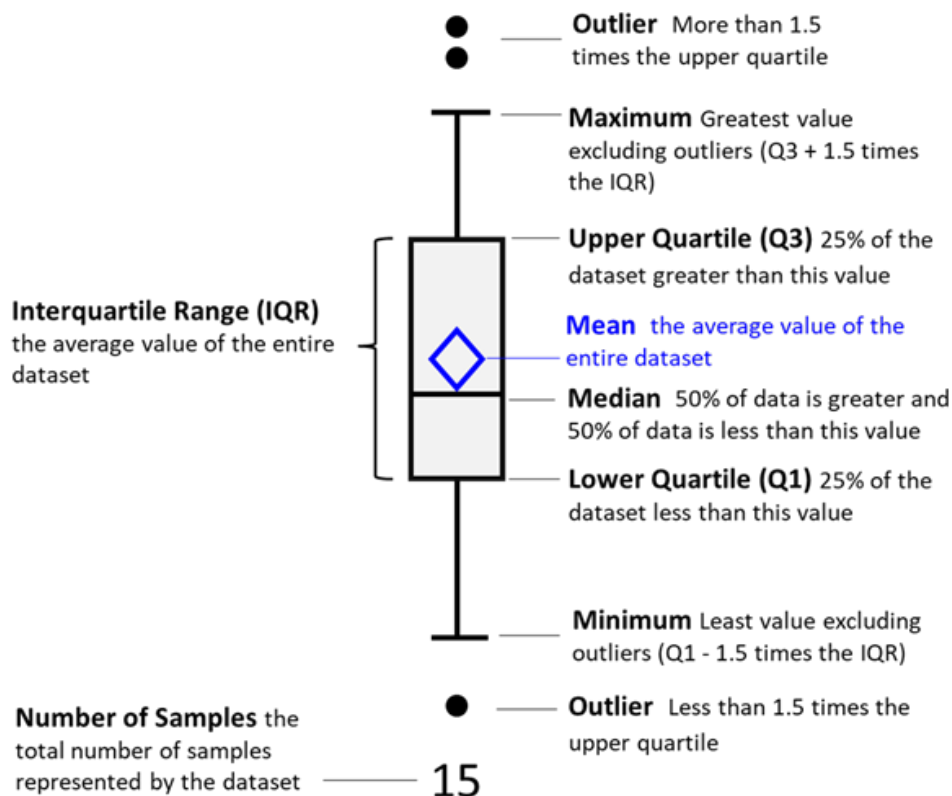 Outlier More than 1.5
times the upper quartile
Maximum Greatest value
excluding outliers (Q3 + 1.5 times
the IQR)
Upper Quartile (Q3) 25% of the
dataset greater than this value
Interquartile Range (IQR)
the average value of the entire
dataset
Mean the average value of the
entire dataset
Median 50% of data is greater and
50% of data is less than this value
Lower Quartile (Q1) 25% of the
dataset less than this value
Minimum Least value excluding
outliers (Q1 - 1.5 times the IQR)
Outlier Less than 1.5 times the
upper quartile
Number of Samples the
total number of samples
represented by the dataset
15